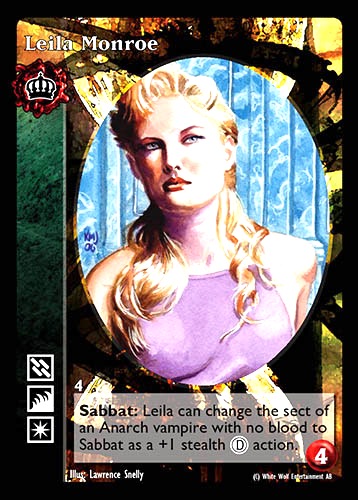 Leila Monroe
4
Sabbat: Leila can change the sect of
an Anarch vampire with no blood to
Sabbat as a +1 stealth Ⓓ action.
4
Illus: Lawrence Snelly
(C) White Wolf Entertainment AB